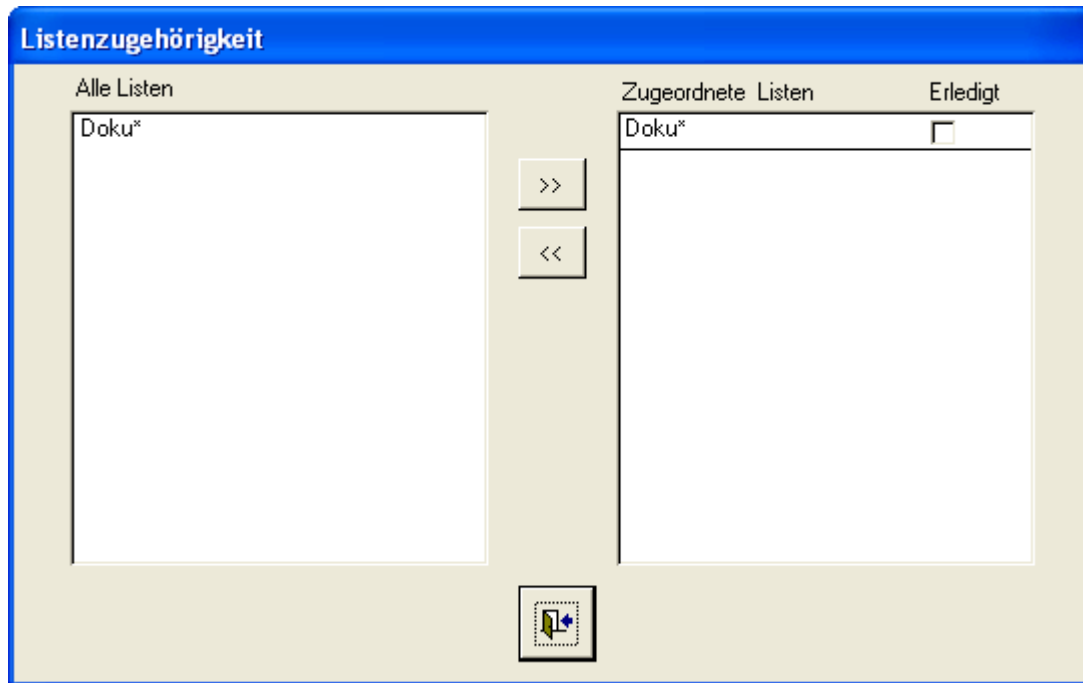 Listenzugehörigkeit
Alle Listen
Zugeordnete Listen Erledigt
Doku*
Doku*
>>
<<